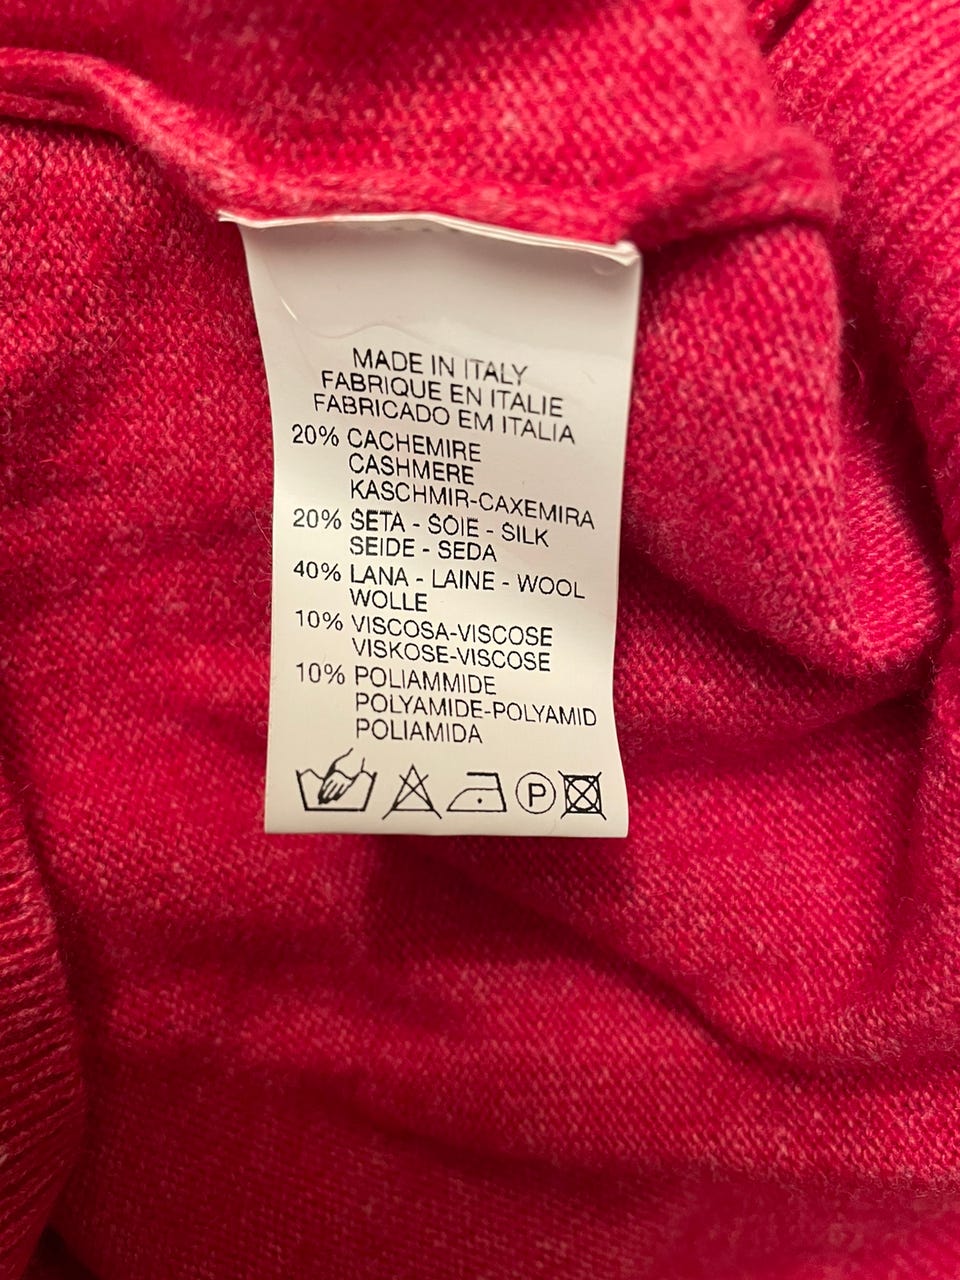 MADE IN ITALY
FABRIQUE EN ITALIE
FABRICADO EM ITALIA
20% CACHEMIRE
CASHMERE
KASCHMIR-CAXEMIRA
20% SETA - SOIE - SILK
SEIDE - SEDA
40% LANA - LAINE - WOOL
WOLLE
10% VISCOSA-VISCOSE
VISKOSE-VISCOSE
10% POLIAMMIDE
POLYAMIDE-POLYAMID
POLIAMIDA
P